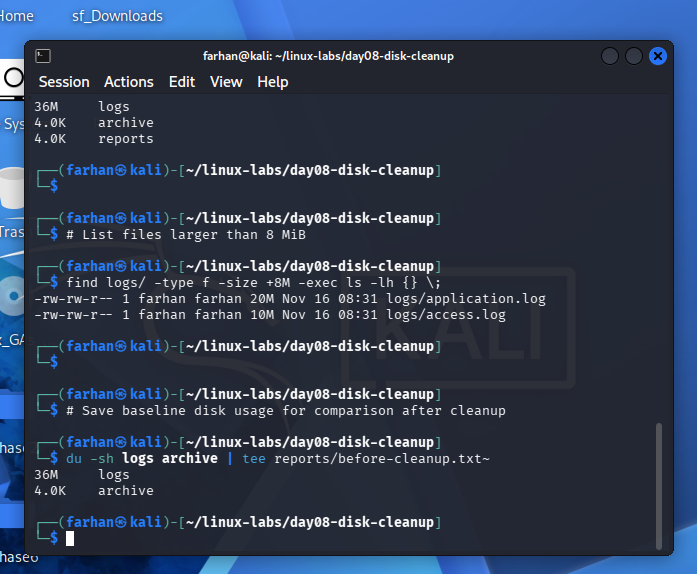 Home sf_Downloads
farhan@kali: ~/linux-labs/day08-disk-cleanup
Session Actions Edit View Help
36M logs
4.0K archive
4.0K reports
┌──(farhan㉿kali)-[~/linux-labs/day08-disk-cleanup]
└─$
┌──(farhan㉿kali)-[~/linux-labs/day08-disk-cleanup]
└─$ # List files larger than 8 MiB
┌──(farhan㉿kali)-[~/linux-labs/day08-disk-cleanup]
└─$ find logs/ -type f -size +8M -exec ls -lh {} \;
-rw-rw-r-- 1 farhan farhan 20M Nov 16 08:31 logs/application.log
-rw-rw-r-- 1 farhan farhan 10M Nov 16 08:31 logs/access.log
┌──(farhan㉿kali)-[~/linux-labs/day08-disk-cleanup]
└─$
┌──(farhan㉿kali)-[~/linux-labs/day08-disk-cleanup]
└─$ # Save baseline disk usage for comparison after cleanup
┌──(farhan㉿kali)-[~/linux-labs/day08-disk-cleanup]
└─$ du -sh logs archive | tee reports/before-cleanup.txt~
36M logs
4.0K archive
┌──(farhan㉿kali)-[~/linux-labs/day08-disk-cleanup]
└─$
KALI
Sys
Tras
x_GA
hase
hase6